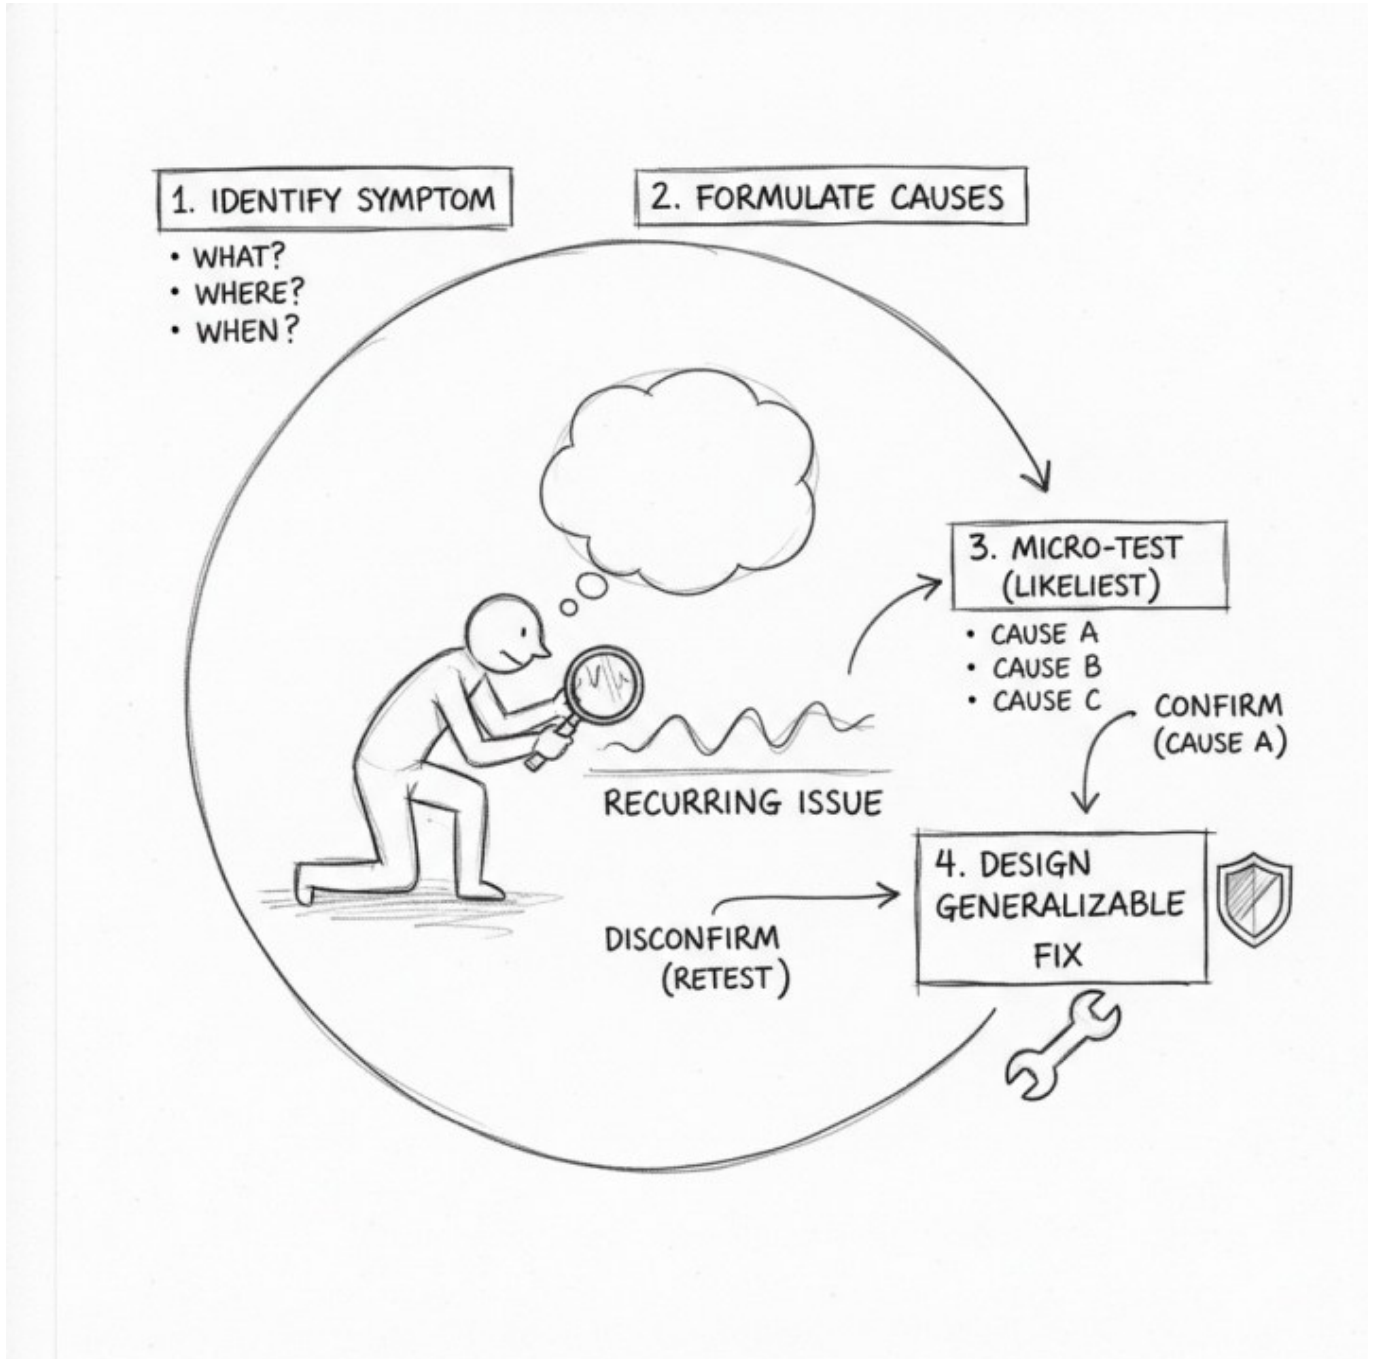 1. IDENTIFY SYMPTOM
• WHAT?
• WHERE?
• WHEN?
2. FORMULATE CAUSES
3. MICRO-TEST
(LIKELIEST)
• CAUSE A
• CAUSE B
• CAUSE C
CONFIRM
(CAUSE A)
RECURRING ISSUE
4. DESIGN
GENERALIZABLE
FIX
DISCONFIRM
(RETEST)